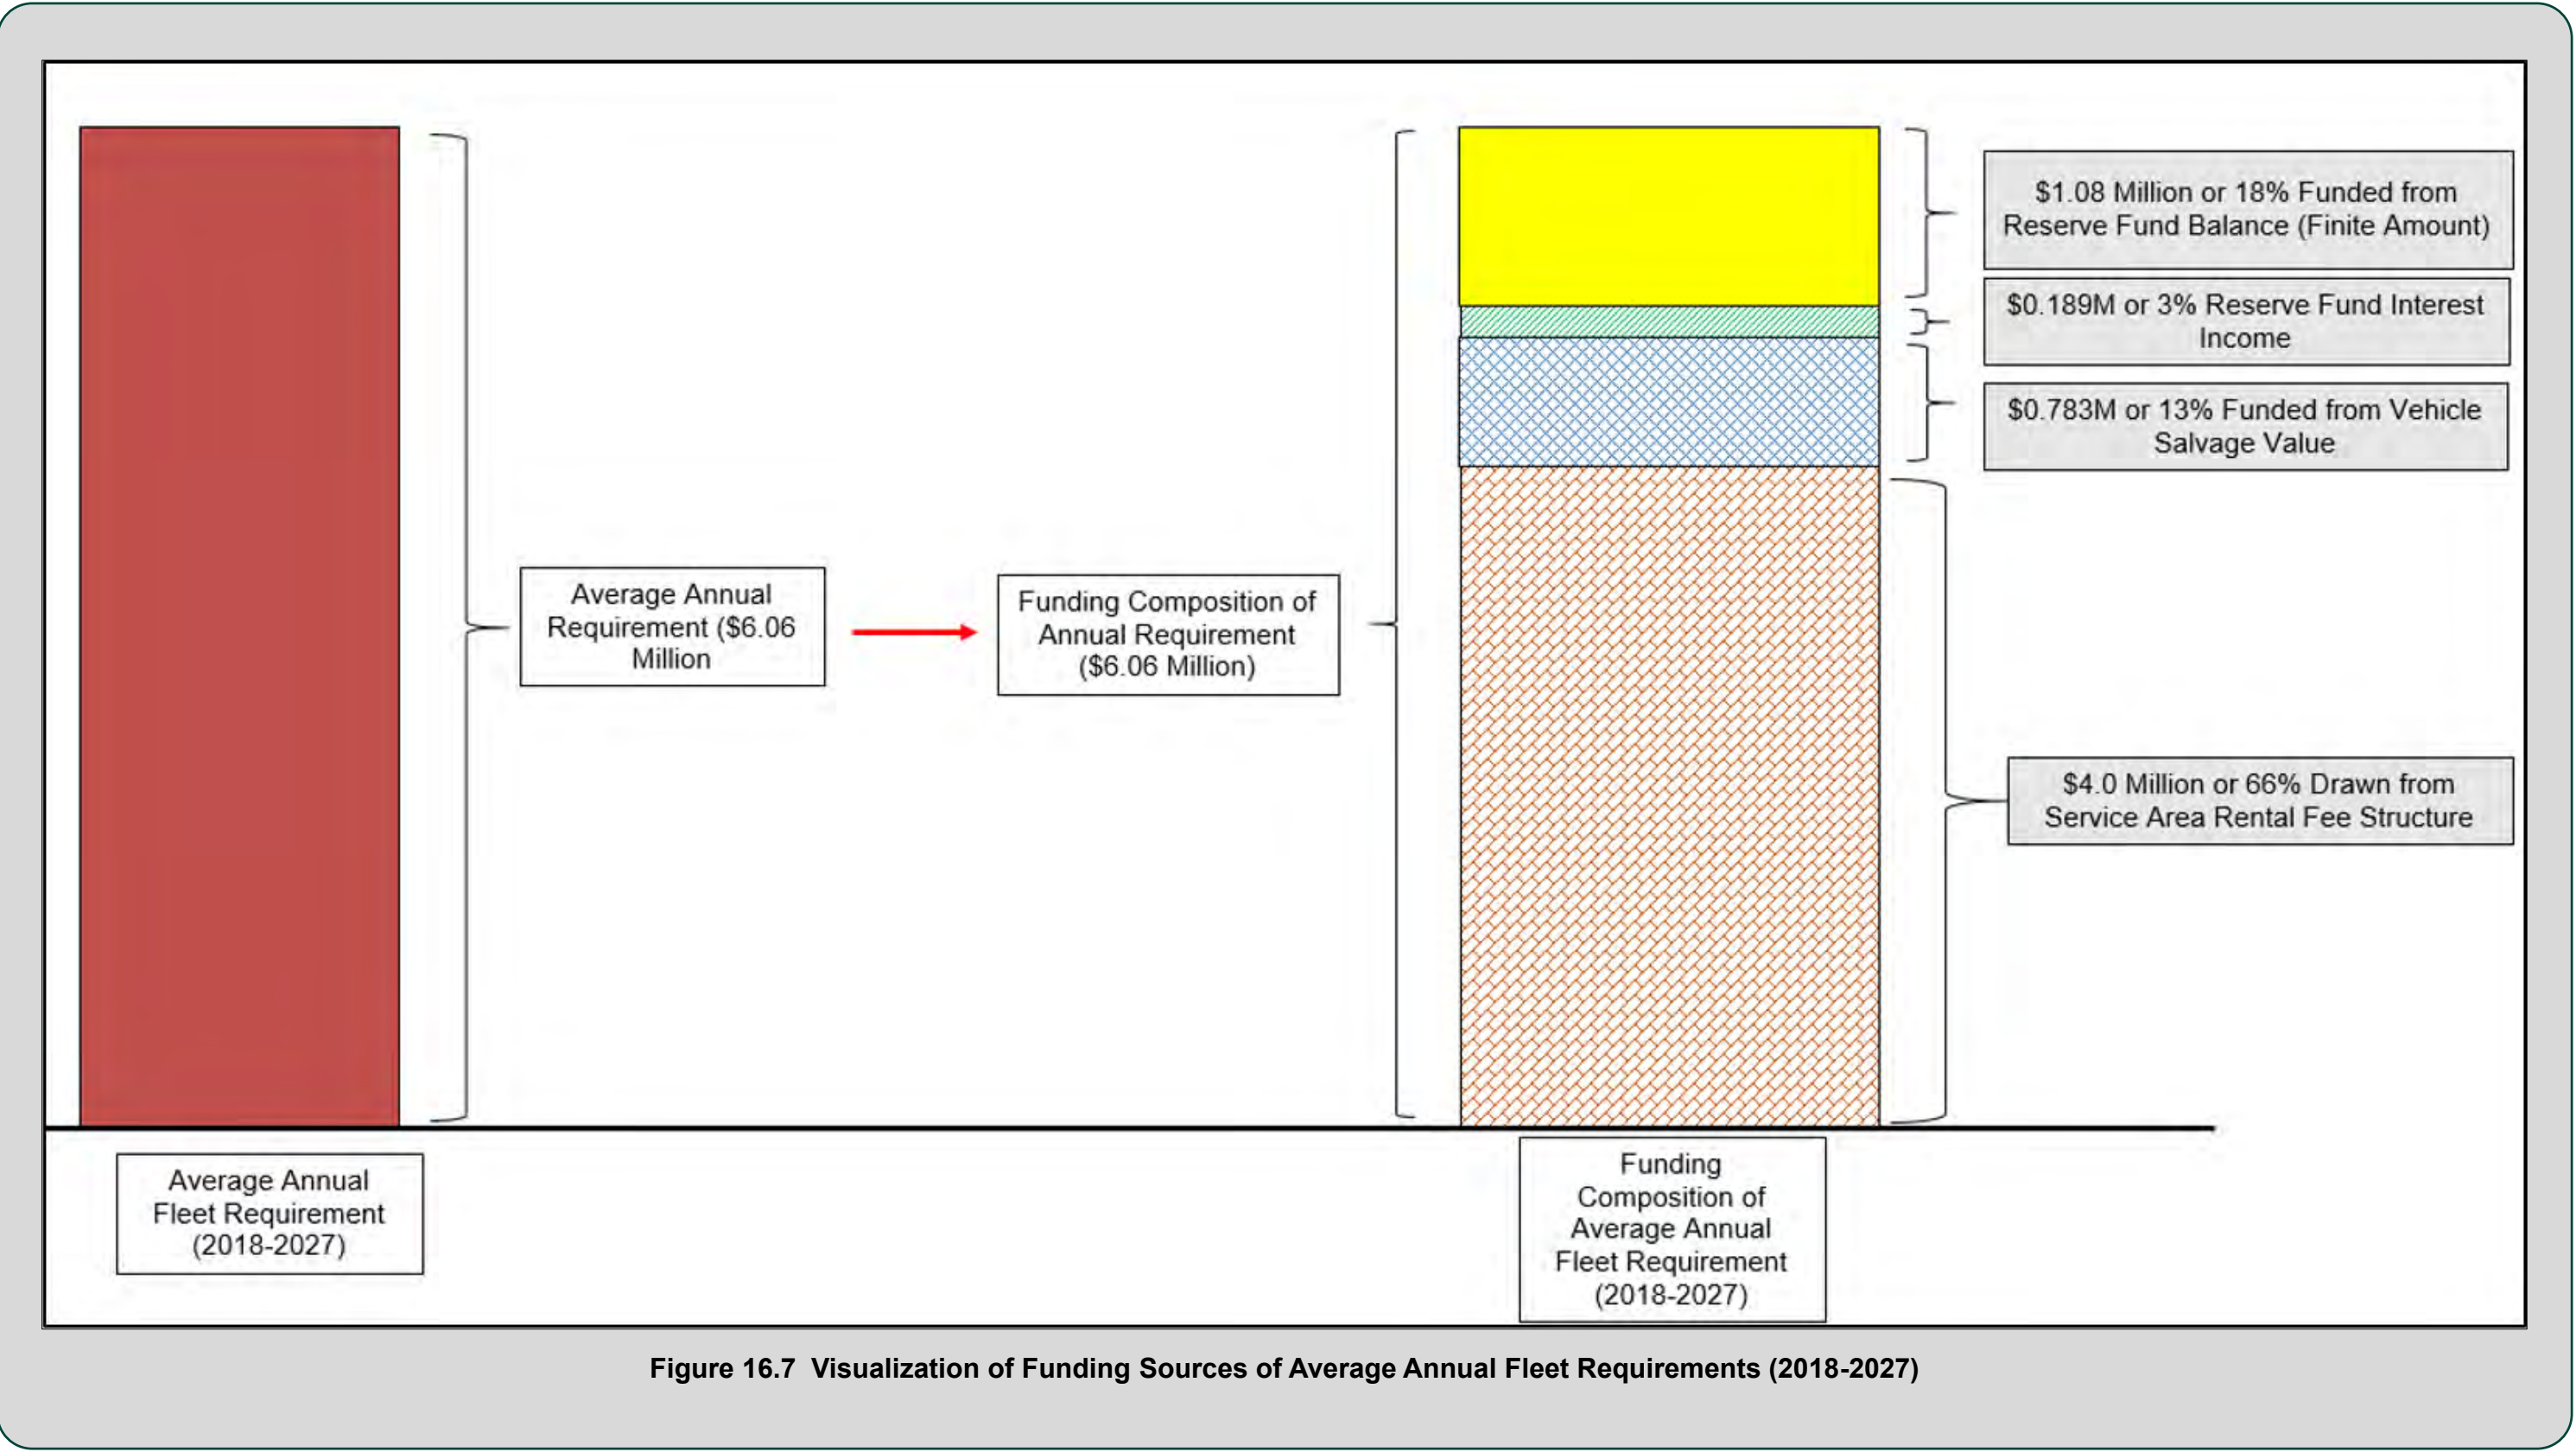 $1.08 Million or 18% Funded from
Reserve Fund Balance (Finite Amount)
$0.189M or 3% Reserve Fund Interest
Income
$0.783M or 13% Funded from Vehicle
Salvage Value
Average Annual
Requirement ($6.06
Million
Funding Composition of
Annual Requirement
($6.06 Million)
$4.0 Million or 66% Drawn from
Service Area Rental Fee Structure
Average Annual
Fleet Requirement
(2018-2027)
Funding
Composition of
Average Annual
Fleet Requirement
(2018-2027)
Figure 16.7 Visualization of Funding Sources of Average Annual Fleet Requirements (2018-2027)